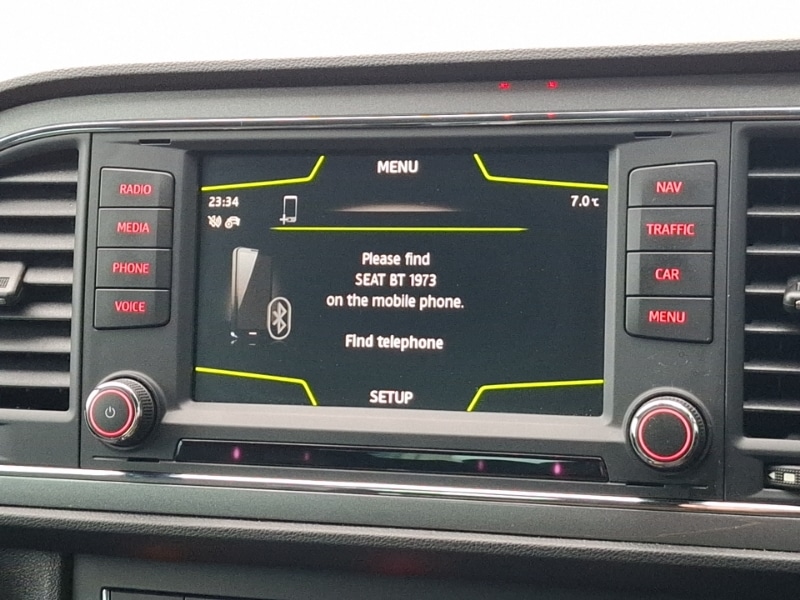 RADIO
MEDIA
PHONE
VOICE
MENU
23:34
7.0℃
Please find
SEAT BT 1973
on the mobile phone.
Find telephone
SETUP
NAV
TRAFFIC
CAR
MENU